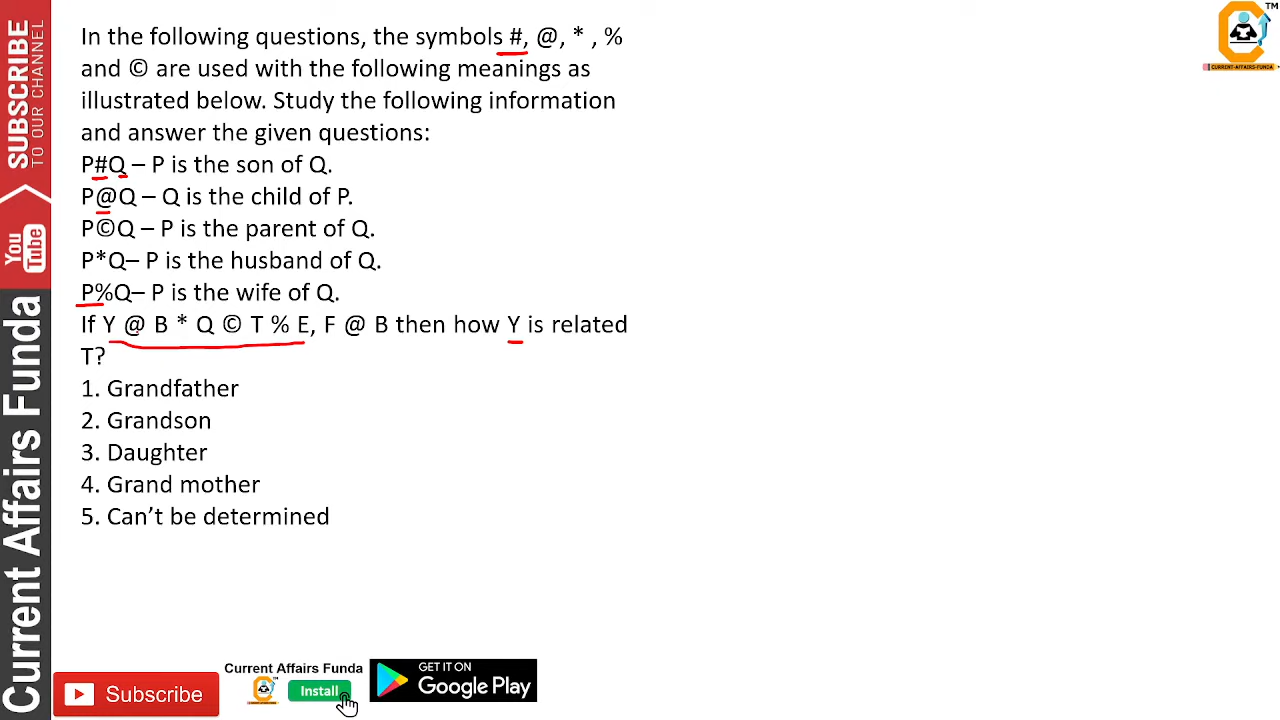 SUBSCRIBE
TO OUR CHANNEL
You
Tube
Current Affairs Funda
TM
CURRENT-AFFAIRS-FUNDA
In the following questions, the symbols #, @, * , %
and © are used with the following meanings as
illustrated below. Study the following information
and answer the given questions:
P#Q – P is the son of Q.
P@Q – Q is the child of P.
P©Q – P is the parent of Q.
P*Q– P is the husband of Q.
P%Q– P is the wife of Q.
If Y @ B * Q © T % E, F @ B then how Y is related
T?
1. Grandfather
2. Grandson
3. Daughter
4. Grand mother
5. Can’t be determined
Subscribe
Current Affairs Funda
Install
GET IT ON
Google Play